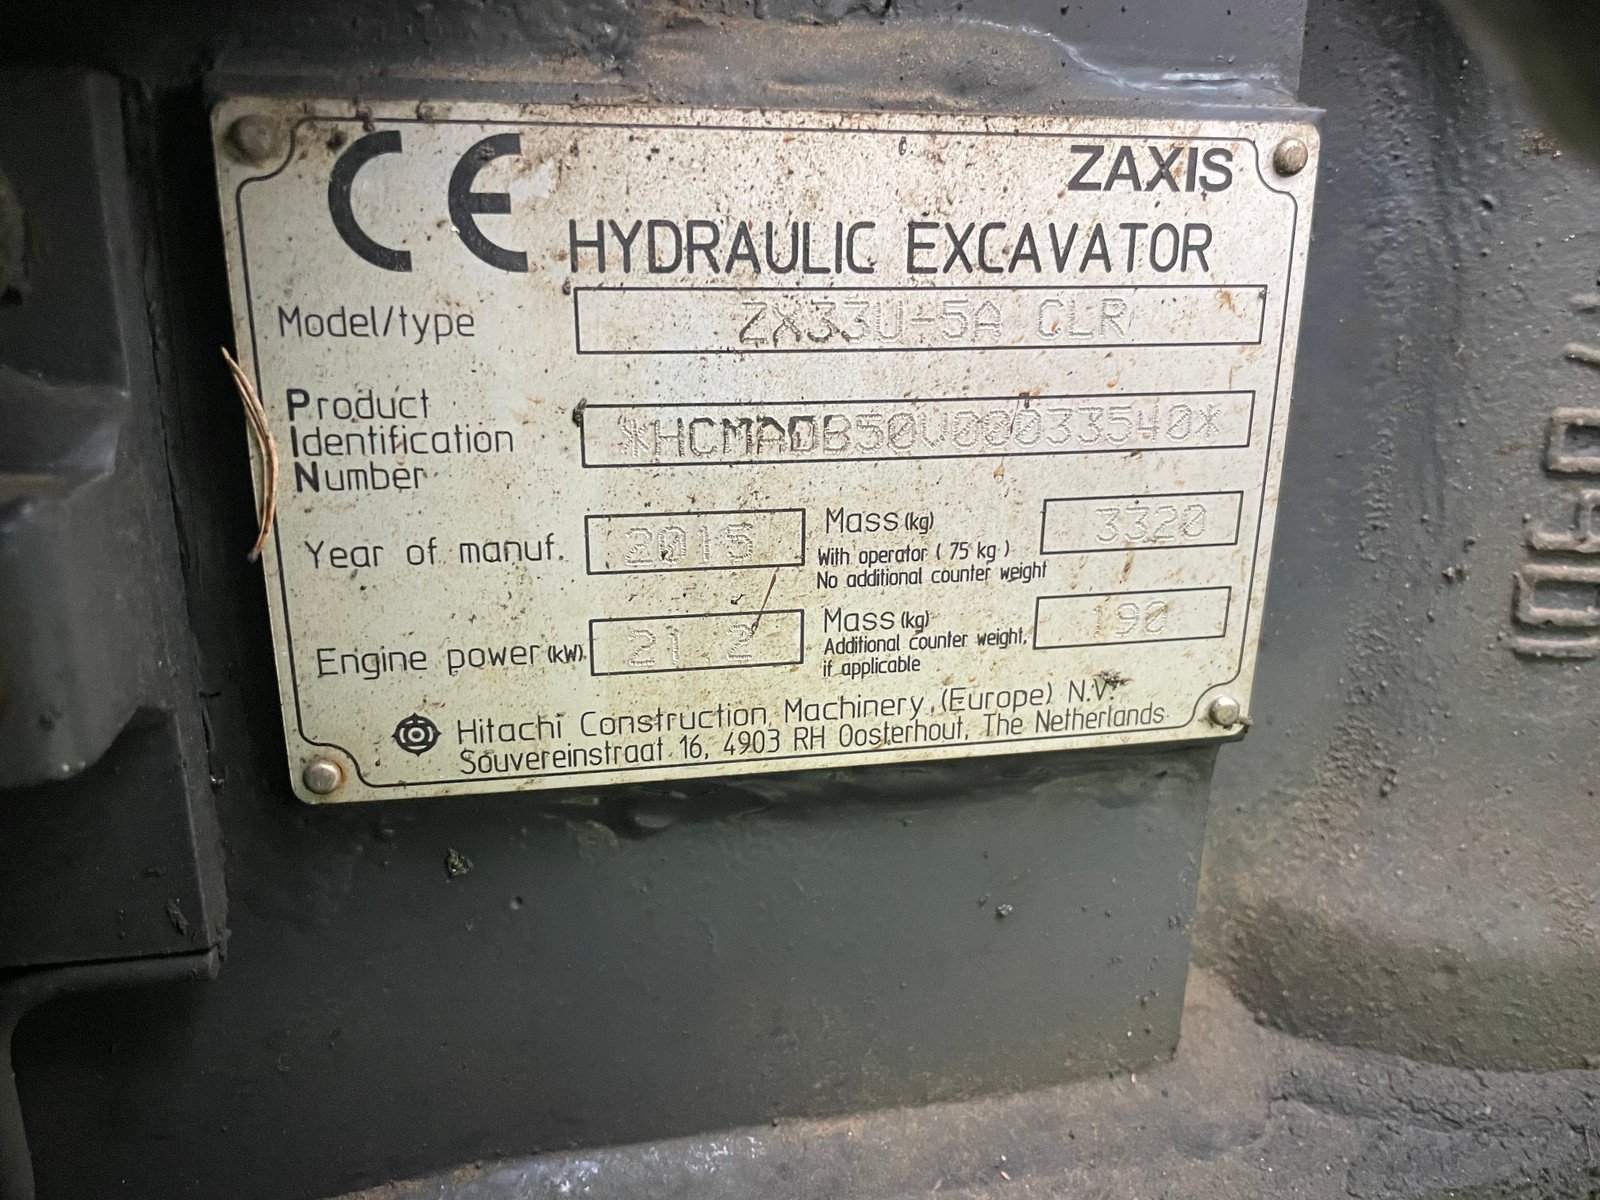 CE
ZAXIS
HYDRAULIC EXCAVATOR
Model/type ZX33U-5A CLR
Product
Identification
Number
*HCMADB50V00033540*
Year of manuf. 2015
Mass (kg)
With operator ( 75 kg )
No additional counter weight
3320
Engine power (kW) 21.2
Mass (kg)
Additional counter weight,
if applicable
190
Hitachi Construction Machinery (Europe) N.V.
Souvereinstraat 16, 4903 RH Oosterhout, The Netherlands